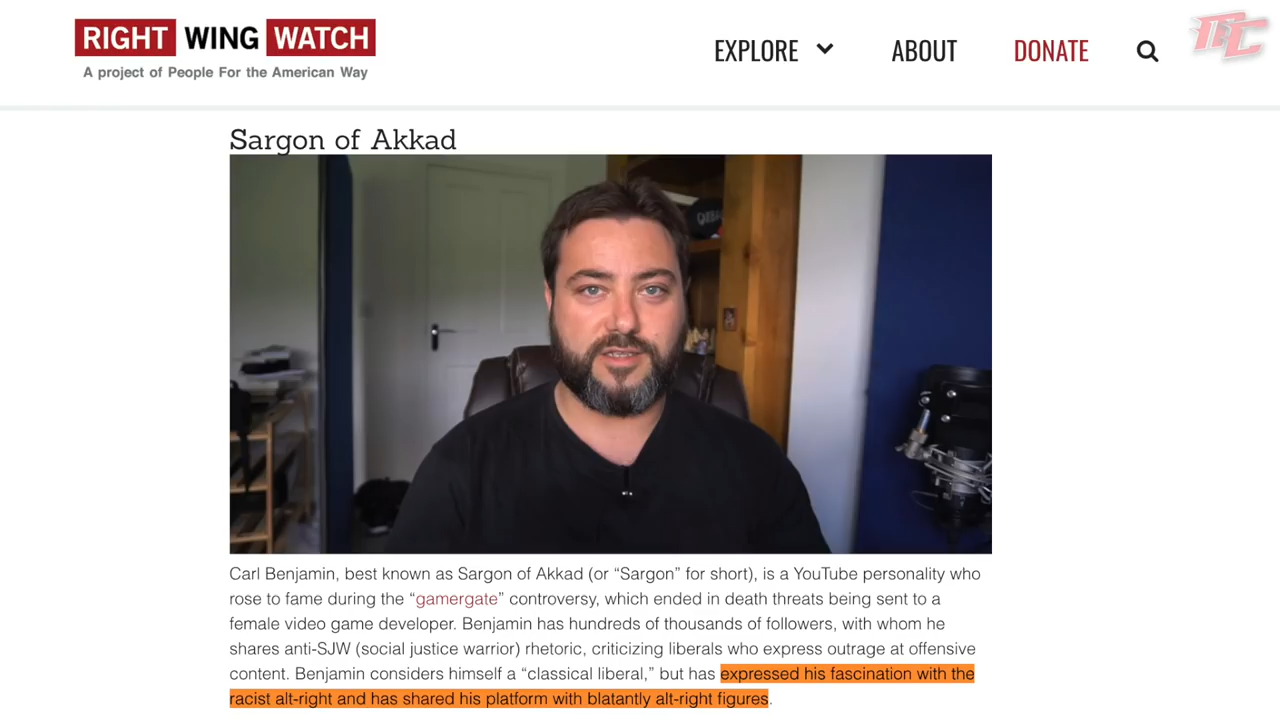 RIGHT WING WATCH
A project of People For the American Way
EXPLORE
ABOUT
DONATE
Sargon of Akkad
Carl Benjamin, best known as Sargon of Akkad (or “Sargon” for short), is a YouTube personality who
rose to fame during the “gamergate” controversy, which ended in death threats being sent to a
female video game developer. Benjamin has hundreds of thousands of followers, with whom he
shares anti-SJW (social justice warrior) rhetoric, criticizing liberals who express outrage at offensive
content. Benjamin considers himself a “classical liberal,” but has expressed his fascination with the
racist alt-right and has shared his platform with blatantly alt-right figures.